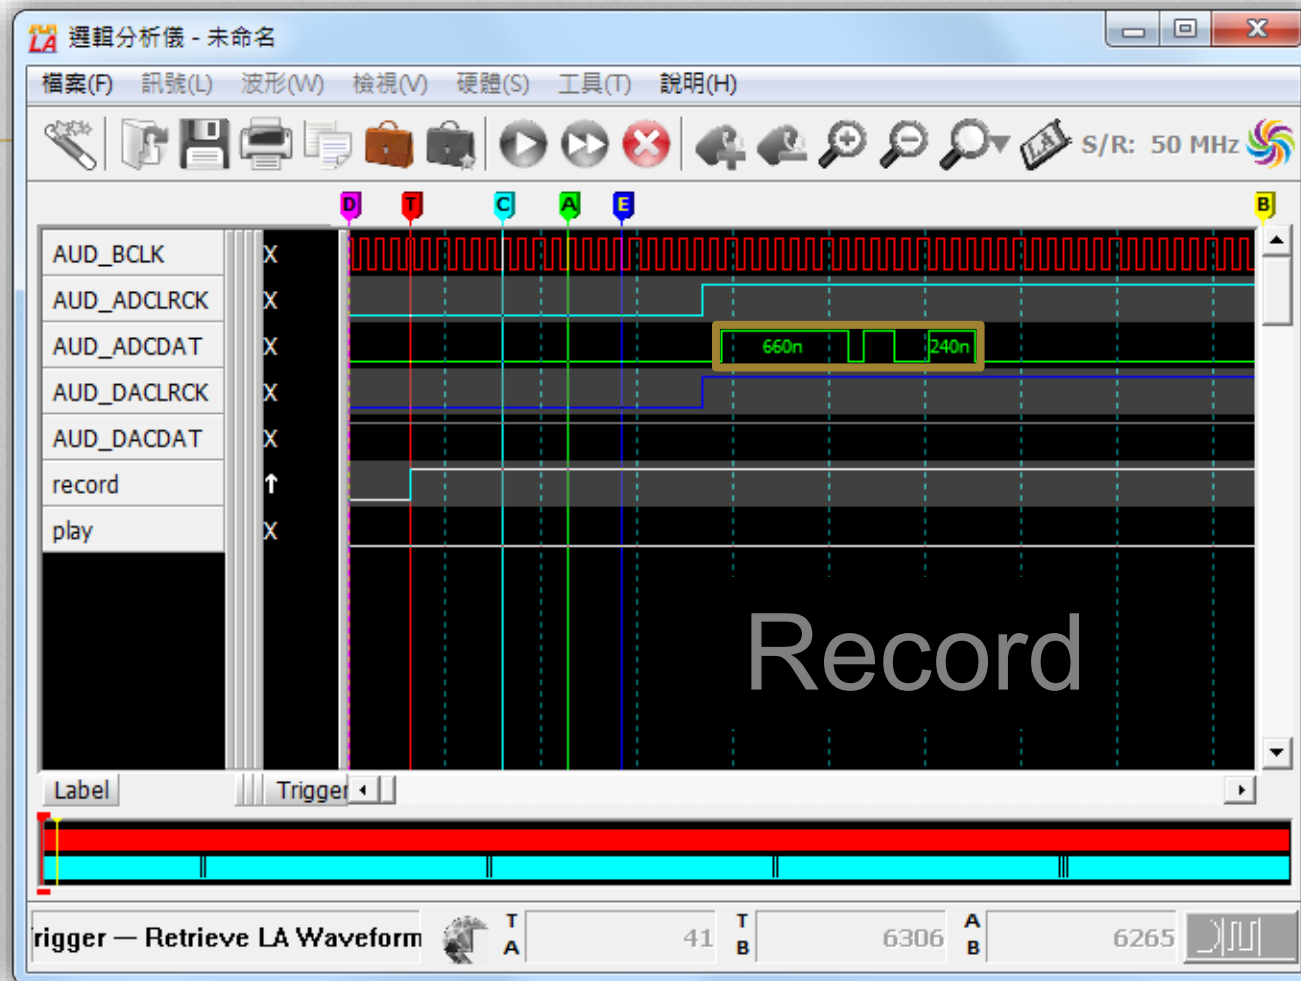 LA 邏輯分析儀 - 未命名
檔案(F) 訊號(L) 波形(W) 檢視(V) 硬體(S) 工具(T) 說明(H)
LA S/R: 50 MHz
D T C A E B
AUD_BCLK X
AUD_ADCLRCK X
AUD_ADCDAT X 660n 240n
AUD_DACLRCK X
AUD_DACDAT X
record ↑
play X
Record
Label Trigger
rigger — Retrieve LA Waveform T A 41 T B 6306 A B 6265